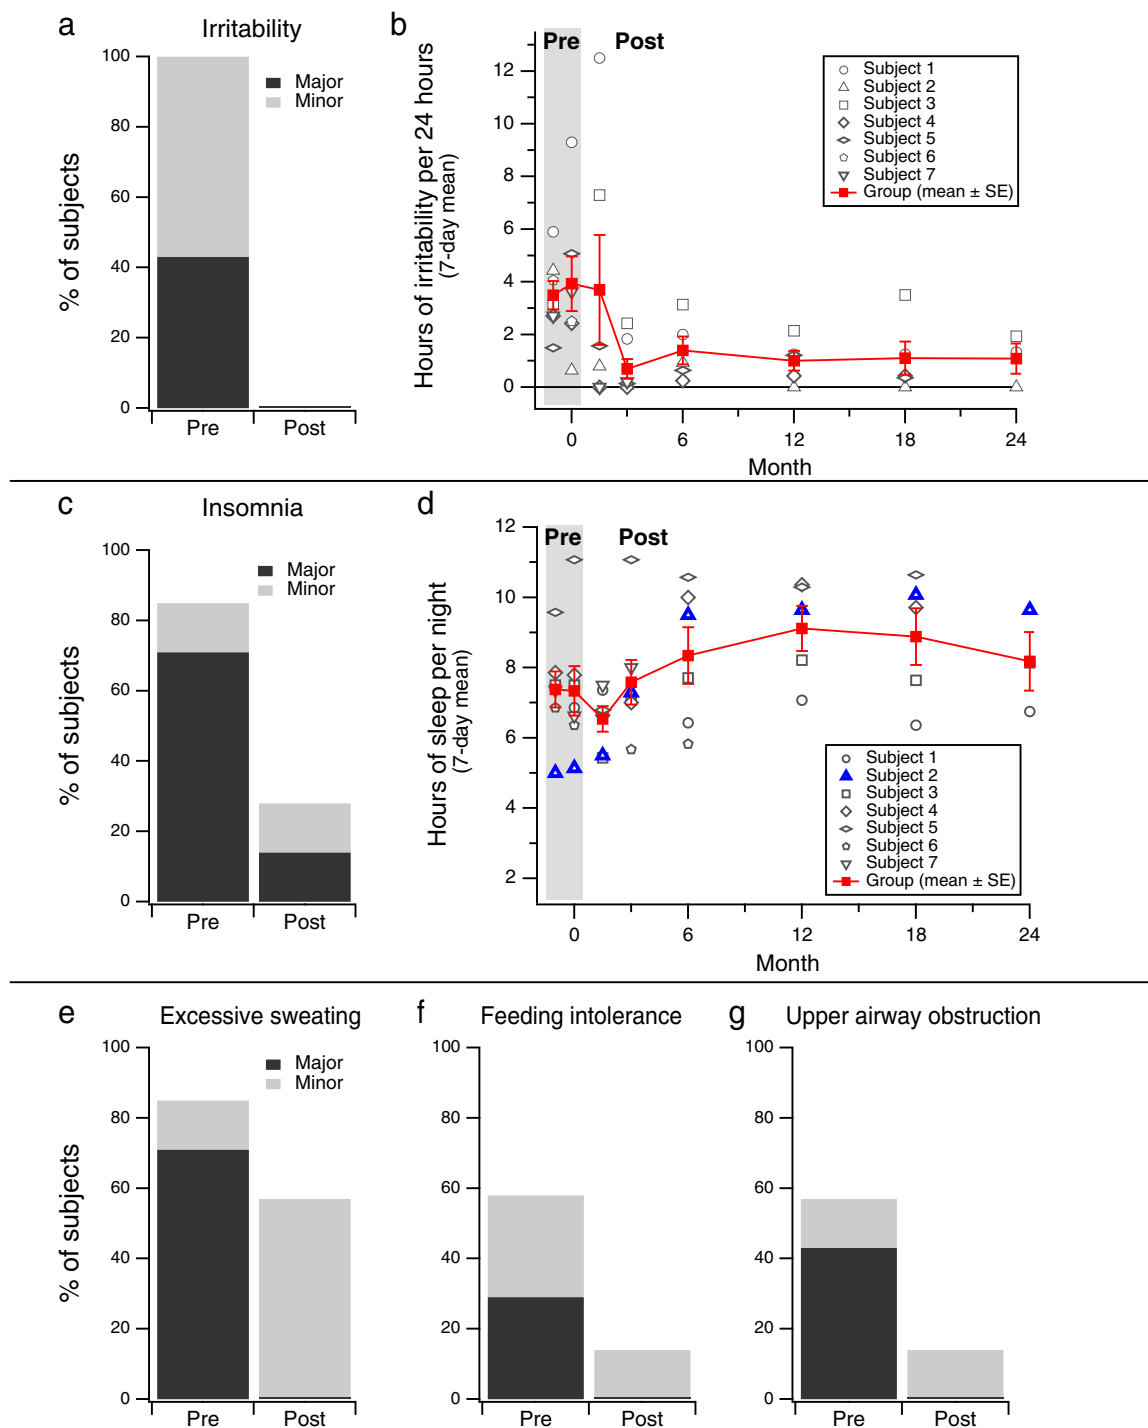 a
Irritability
Major
Minor
100
80
60
40
20
0
% of subjects
Pre
Post
b
Pre
Post
12
10
8
6
4
2
0
Hours of irritability per 24 hours
(7-day mean)
Subject 1
Subject 2
Subject 3
Subject 4
Subject 5
Subject 6
Subject 7
Group (mean ± SE)
0
6
12
18
24
Month
c
Insomnia
Major
Minor
100
80
60
40
20
0
% of subjects
Pre
Post
d
Pre
Post
12
10
8
6
4
2
Hours of sleep per night
(7-day mean)
Subject 1
Subject 2
Subject 3
Subject 4
Subject 5
Subject 6
Subject 7
Group (mean ± SE)
0
6
12
18
24
Month
e
Excessive sweating
Major
Minor
100
80
60
40
20
0
% of subjects
Pre
Post
f
Feeding intolerance
100
80
60
40
20
0
Pre
Post
g
Upper airway obstruction
100
80
60
40
20
0
Pre
Post